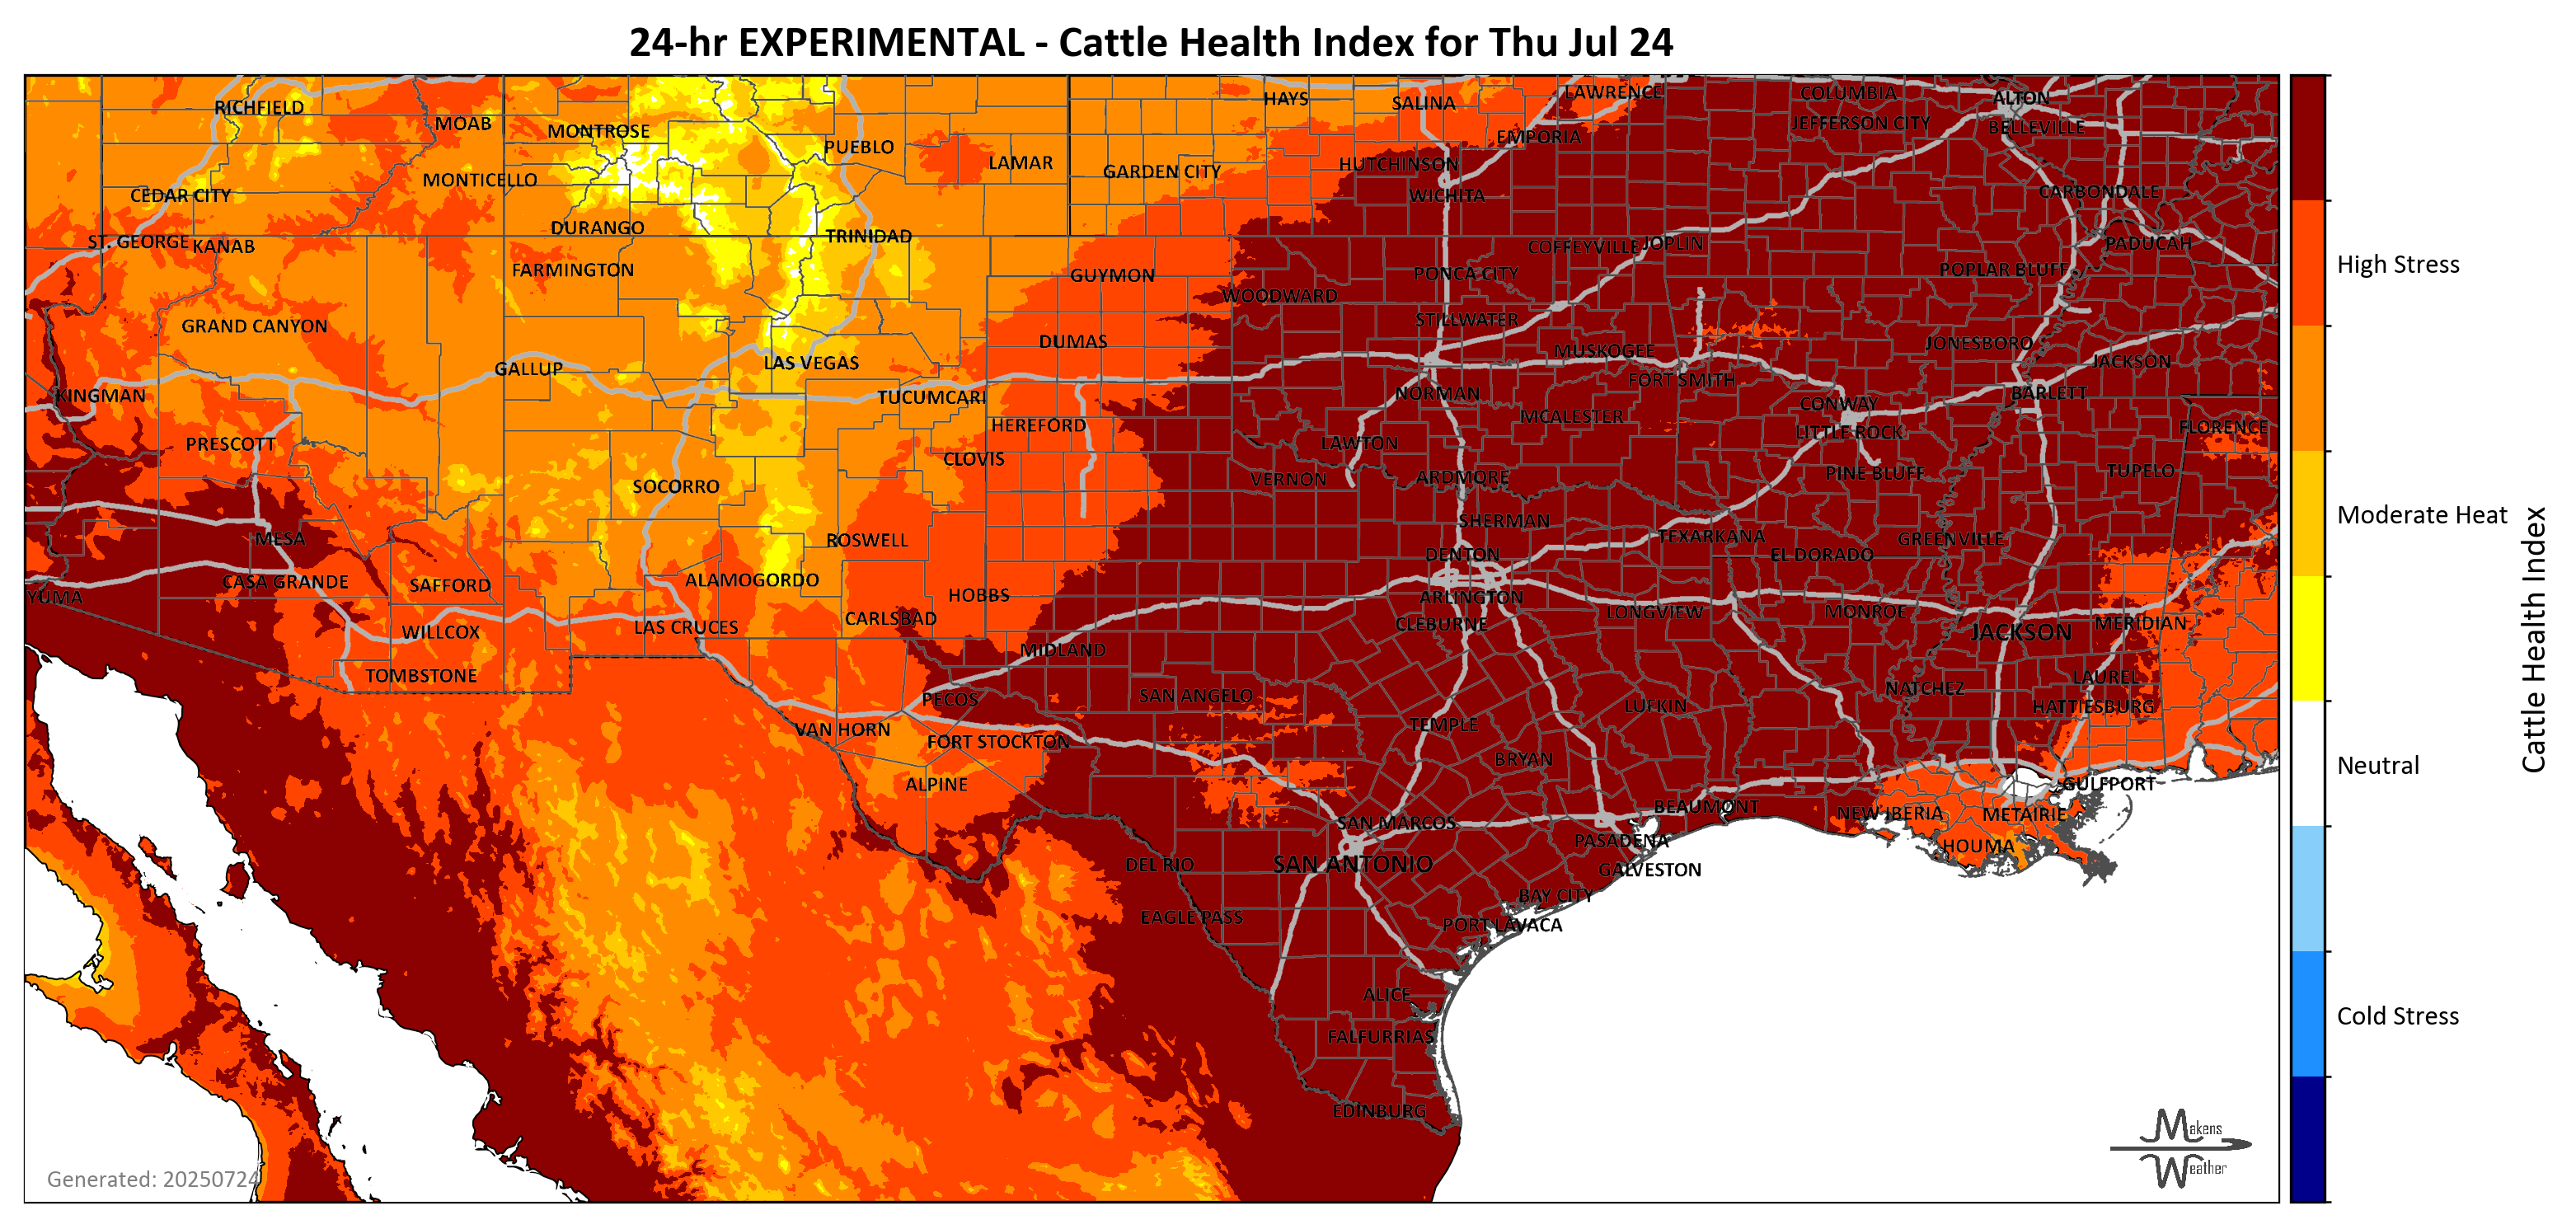 24-hr EXPERIMENTAL - Cattle Health Index for Thu Jul 24
RICHFIELD
MOAB
MONTROSE
PUEBLO
LAMAR
HAYS
SALINA
LAWRENCE
COLUMBIA
ALTON
JEFFERSON CITY
BELLEVILLE
EMPORIA
GARDEN CITY
HUTCHINSON
MONTICELLO
CEDAR CITY
WICHITA
CARBONDALE
DURANGO
TRINIDAD
ST. GEORGE
KANAB
COFFEYVILLE
JOPLIN
PADUCAH
FARMINGTON
GUYMON
PONCA CITY
POPLAR BLUFF
WOODWARD
GRAND CANYON
STILLWATER
DUMAS
MUSKOGEE
JONESBORO
JACKSON
GALLUP
LAS VEGAS
FORT SMITH
KINGMAN
TUCUMCARI
NORMAN
BARLETT
CONWAY
MCALESTER
HEREFORD
FLORENCE
PRESCOTT
LAWTON
LITTLE ROCK
CLOVIS
SOCORRO
VERNON
ARDMORE
PINE BLUFF
TUPELO
SHERMAN
MESA
ROSWELL
TEXARKANA
GREENVILLE
DENTON
EL DORADO
CASA GRANDE
SAFFORD
ALAMOGORDO
YUMA
HOBBS
ARLINGTON
LONGVIEW
MONROE
CARLSBAD
CLEBURNE
MERIDIAN
WILLCOX
LAS CRUCES
JACKSON
MIDLAND
TOMBSTONE
LAUREL
PECOS
SAN ANGELO
NATCHEZ
LUFKIN
HATTIESBURG
VAN HORN
TEMPLE
FORT STOCKTON
BRYAN
ALPINE
GULFPORT
BEAUMONT
NEW IBERIA
METAIRIE
SAN MARCOS
PASADENA
HOUMA
DEL RIO
SAN ANTONIO
GALVESTON
BAY CITY
EAGLE PASS
PORT LAVACA
ALICE
FALFURRIAS
EDINBURG
Generated: 20250724
Makens
Weather
High Stress
Moderate Heat
Neutral
Cold Stress
Cattle Health Index